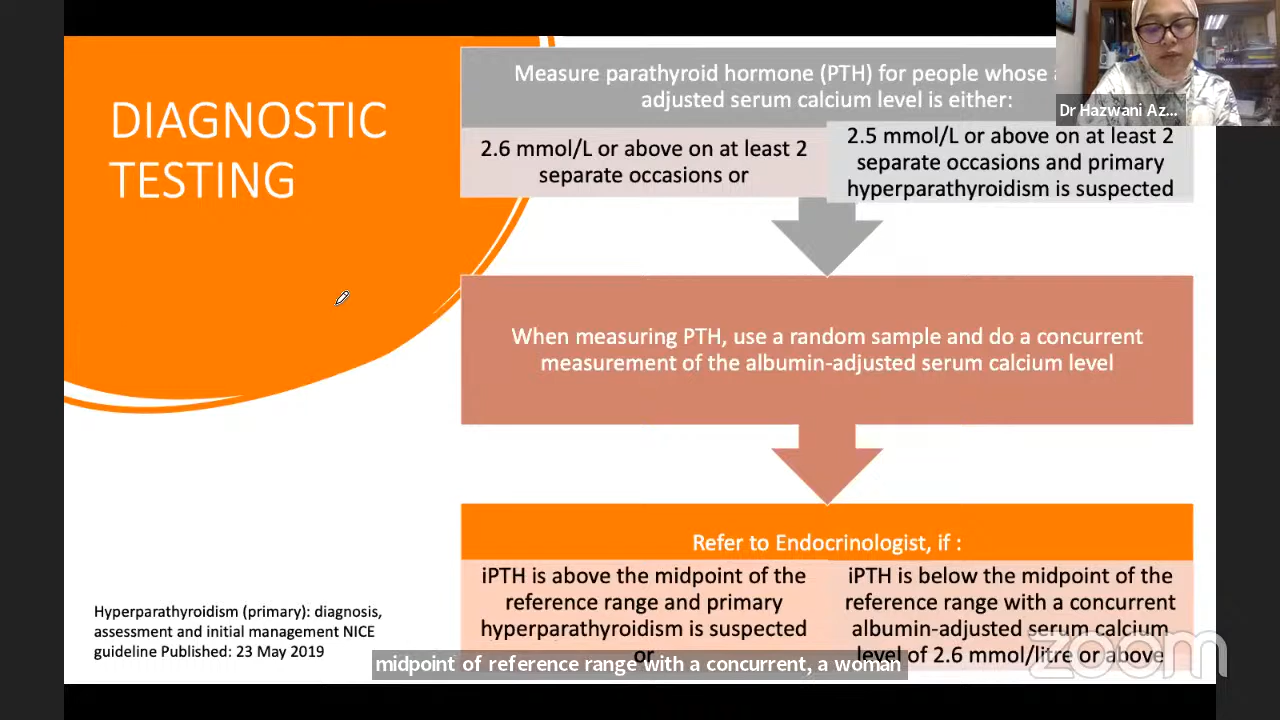 DIAGNOSTIC
TESTING
Measure parathyroid hormone (PTH) for people whose
adjusted serum calcium level is either:
2.6 mmol/L or above on at least 2
separate occasions or
2.5 mmol/L or above on at least 2
separate occasions and primary
hyperparathyroidism is suspected
When measuring PTH, use a random sample and do a concurrent
measurement of the albumin-adjusted serum calcium level
Refer to Endocrinologist, if :
iPTH is above the midpoint of the
reference range and primary
hyperparathyroidism is suspected
or
iPTH is below the midpoint of the
reference range with a concurrent
albumin-adjusted serum calcium
level of 2.6 mmol/litre or above
Hyperparathyroidism (primary): diagnosis,
assessment and initial management NICE
guideline Published: 23 May 2019
midpoint of reference range with a concurrent, a woman
Dr Hazwani Az...
zoom